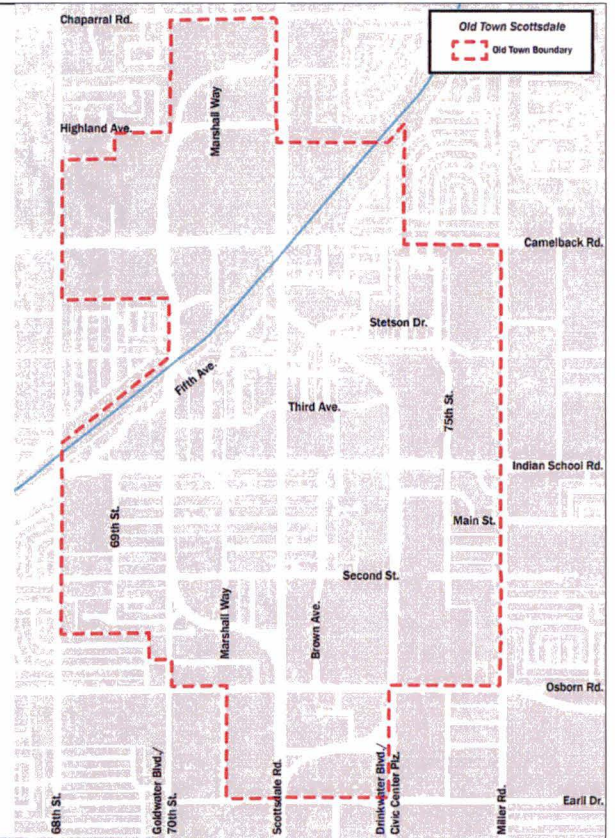 Chaparral Rd.
Old Town Scottsdale
Old Town Boundary
Highland Ave.
Marshall Way
Camelback Rd.
Stetson Dr.
Fifth Ave.
Third Ave.
75th St.
Indian School Rd.
69th St.
Main St.
Second St.
Marshall Way
Brown Ave.
Osborn Rd.
68th St.
Goldwater Blvd./
70th St.
Scottsdale Rd.
Drinkwater Blvd./
Civic Center Plz.
Miller Rd.
Earll Dr.